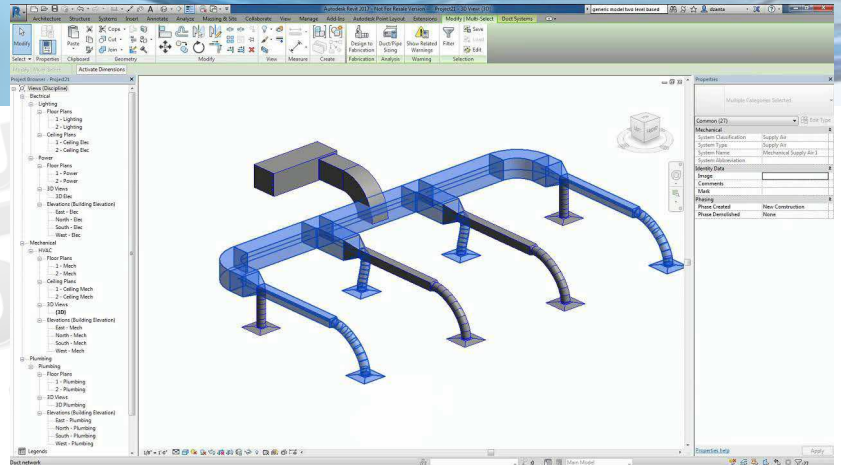 Autodesk Revit 2017 - Not For Resale Version - Project21 - 3D View: {3D}
generic model two level based
dzanta
Architecture Structure Systems Insert Annotate Analyze Massing & Site Collaborate View Manage Add-Ins Autodesk Point Layout Extensions Modify | Multi-Select Duct Systems
Modify
Paste
Cope
Cut
Join
Design to Fabrication
Duct/Pipe Sizing
Show Related Warnings
Filter
Save
Load
Edit
Select Properties Clipboard Geometry Modify View Measure Create Fabrication Analysis Warning Selection
Modify | Multi-Select Activate Dimensions
Project Browser - Project21
Views (Discipline)
Electrical
Lighting
Floor Plans
1 - Lighting
2 - Lighting
Ceiling Plans
1 - Ceiling Elec
2 - Ceiling Elec
Power
Floor Plans
1 - Power
2 - Power
3D Views
3D Elec
Elevations (Building Elevation)
East - Elec
North - Elec
South - Elec
West - Elec
Mechanical
HVAC
Floor Plans
1 - Mech
2 - Mech
Ceiling Plans
1 - Ceiling Mech
2 - Ceiling Mech
3D Views
{3D}
Elevations (Building Elevation)
East - Mech
North - Mech
South - Mech
West - Mech
Plumbing
Plumbing
Floor Plans
1 - Plumbing
2 - Plumbing
3D Views
3D Plumbing
Elevations (Building Elevation)
East - Plumbing
North - Plumbing
South - Plumbing
West - Plumbing
Legends
Properties
Multiple Categories Selected
Common (27) Edit Type
Mechanical
System Classification Supply Air
System Type Supply Air
System Name Mechanical Supply Air 1
System Abbreviation
Identity Data
Image
Comments
Mark
Phasing
Phase Created New Construction
Phase Demolished None
Properties help Apply
1/8" = 1'-0"
Duct network
Main Model